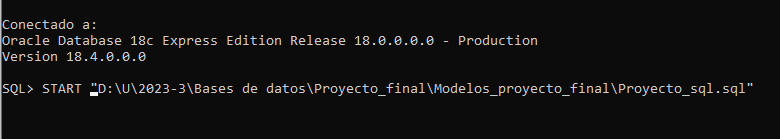 Conectado a:
Oracle Database 18c Express Edition Release 18.0.0.0.0 - Production
Version 18.4.0.0.0
SQL> START "D:\U\2023-3\Bases de datos\Proyecto_final\Modelos_proyecto_final\Proyecto_sql.sql"